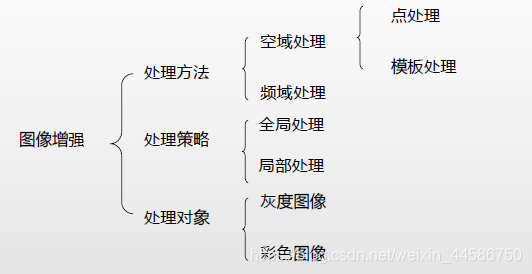 点处理
空域处理
模板处理
处理方法
频域处理
全局处理
图像增强
处理策略
局部处理
灰度图像
处理对象
彩色图像
csdn.net/weixin_44586750